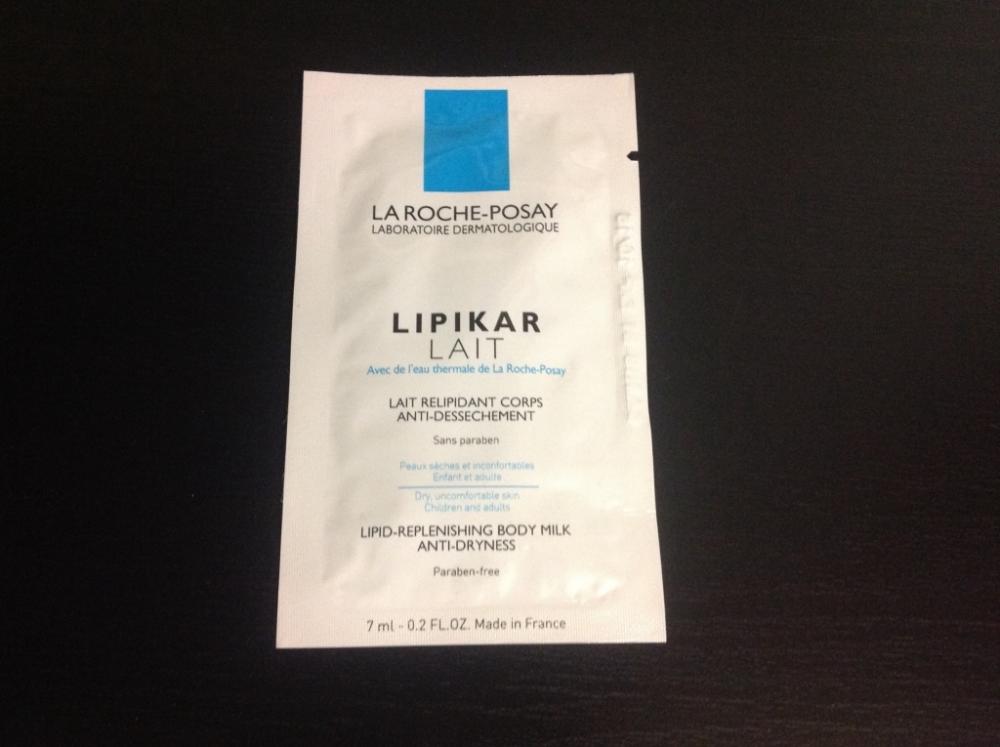 LA ROCHE-POSAY
LABORATOIRE DERMATOLOGIQUE
LIPIKAR
LAIT
Avec de l'eau thermale de La Roche-Posay
LAIT RELIPIDANT CORPS
ANTI-DESSECHEMENT
Sans paraben
Peaux sèches et inconfortables
Enfant et adulte
Dry, uncomfortable skin
Children and adults
LIPID-REPLENISHING BODY MILK
ANTI-DRYNESS
Paraben-free
7 ml - 0.2 FL.OZ. Made in France